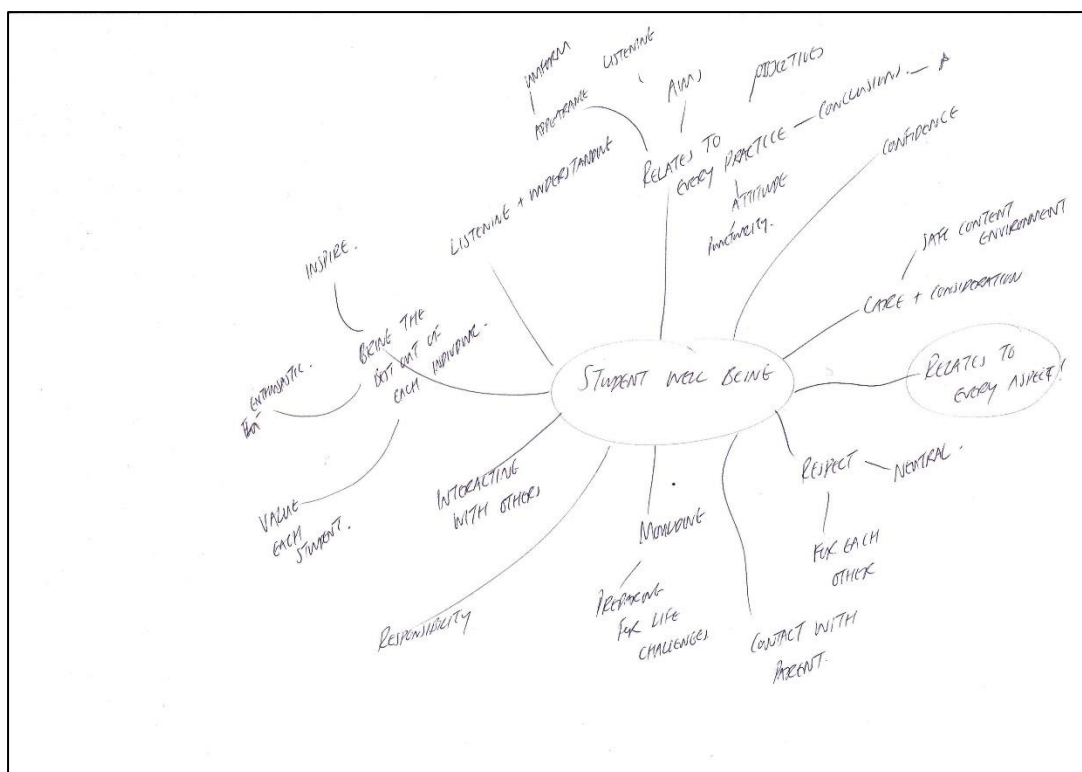 STUDENT WELL BEING
RELATES TO
EVERY PRACTICE
APPEARANCE
UNIFORM
LISTENING
AIMS
OBJECTIVES
CONCLUSIONS.
ATTITUDE
PUNCTUALITY.
CONFIDENCE
CARE + CONSIDERATION
SAFE CONTENT
ENVIRONMENT
RELATES TO
EVERY ASPECT!
RESPECT
NEUTRAL.
FOR EACH
OTHER
CONTACT WITH
PARENT.
MOULDING
PREPARING
FOR LIFE
CHALLENGES
RESPONSIBILITY
INTERACTING
WITH OTHERS
BRING THE
BEST OUT OF
EACH INDIVIDUAL.
INSPIRE.
ENTHUSIASTIC.
VALUE
EACH
STUDENT.
LISTENING + UNDERSTANDING